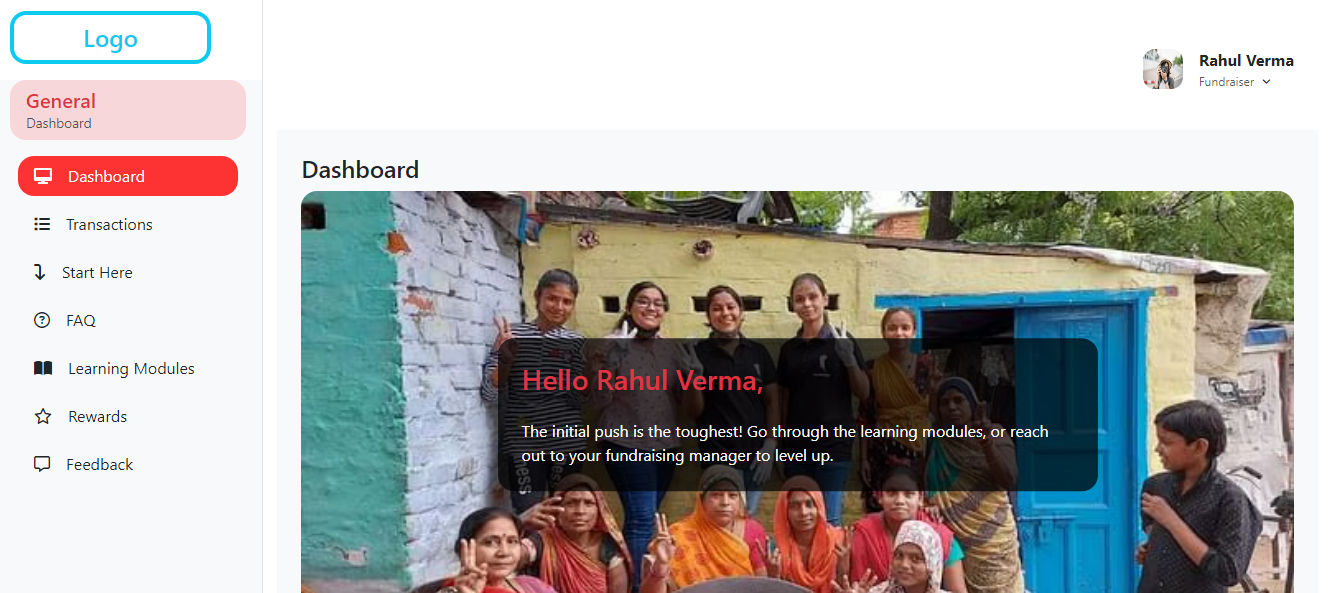 Logo
General
Dashboard
Dashboard
Transactions
Start Here
FAQ
Learning Modules
Rewards
Feedback
Rahul Verma
Fundraiser
Dashboard
Hello Rahul Verma,
The initial push is the toughest! Go through the learning modules, or reach
out to your fundraising manager to level up.